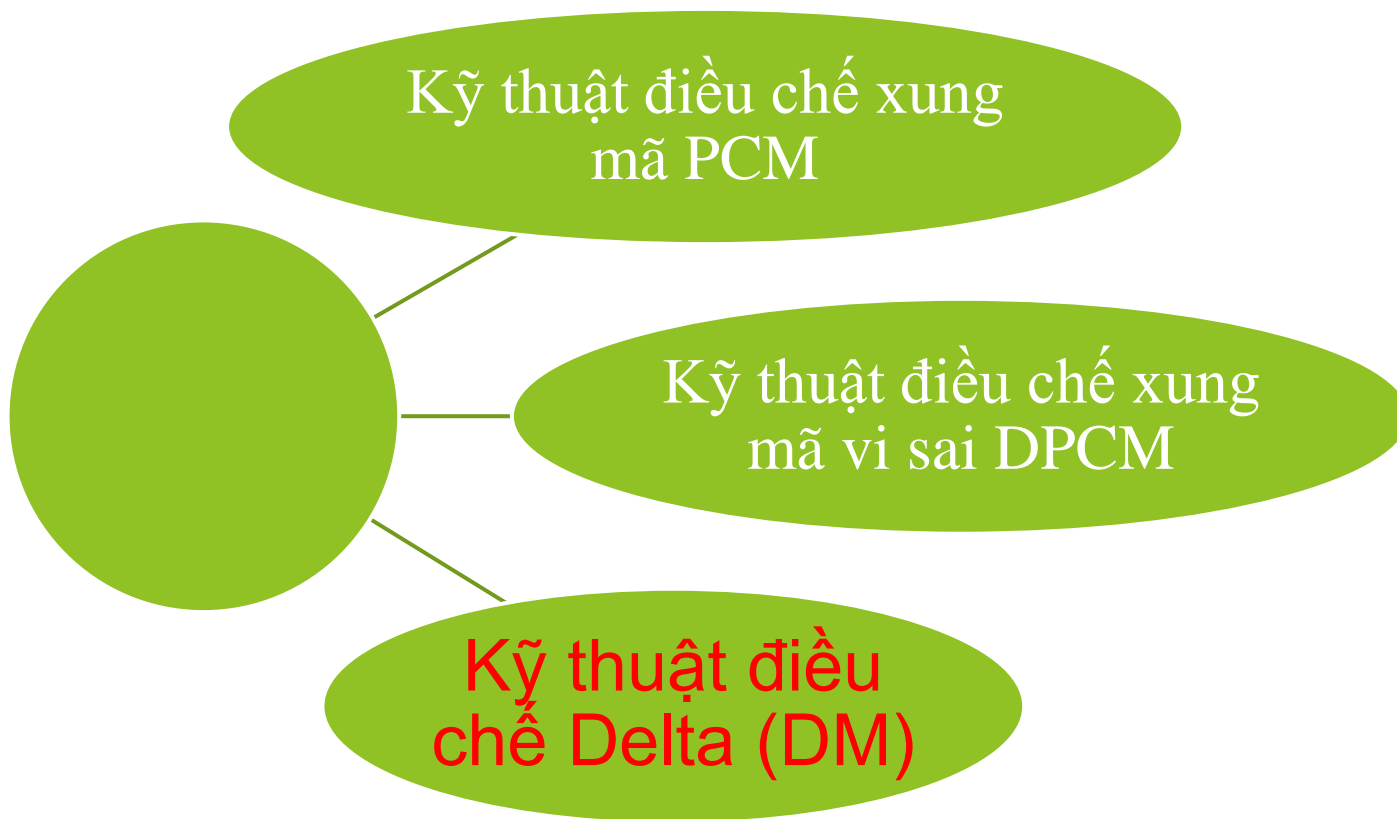 Kỹ thuật điều chế xung
mã PCM
Kỹ thuật điều chế xung
mã vi sai DPCM
Kỹ thuật điều
chế Delta (DM)